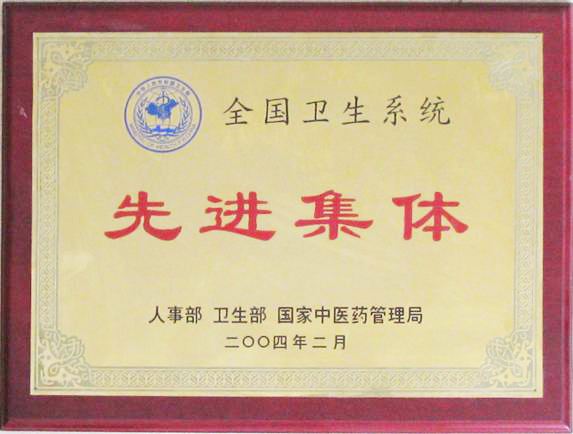 全国卫生系统
先进集体
人事部 卫生部 国家中医药管理局
二〇〇四年二月